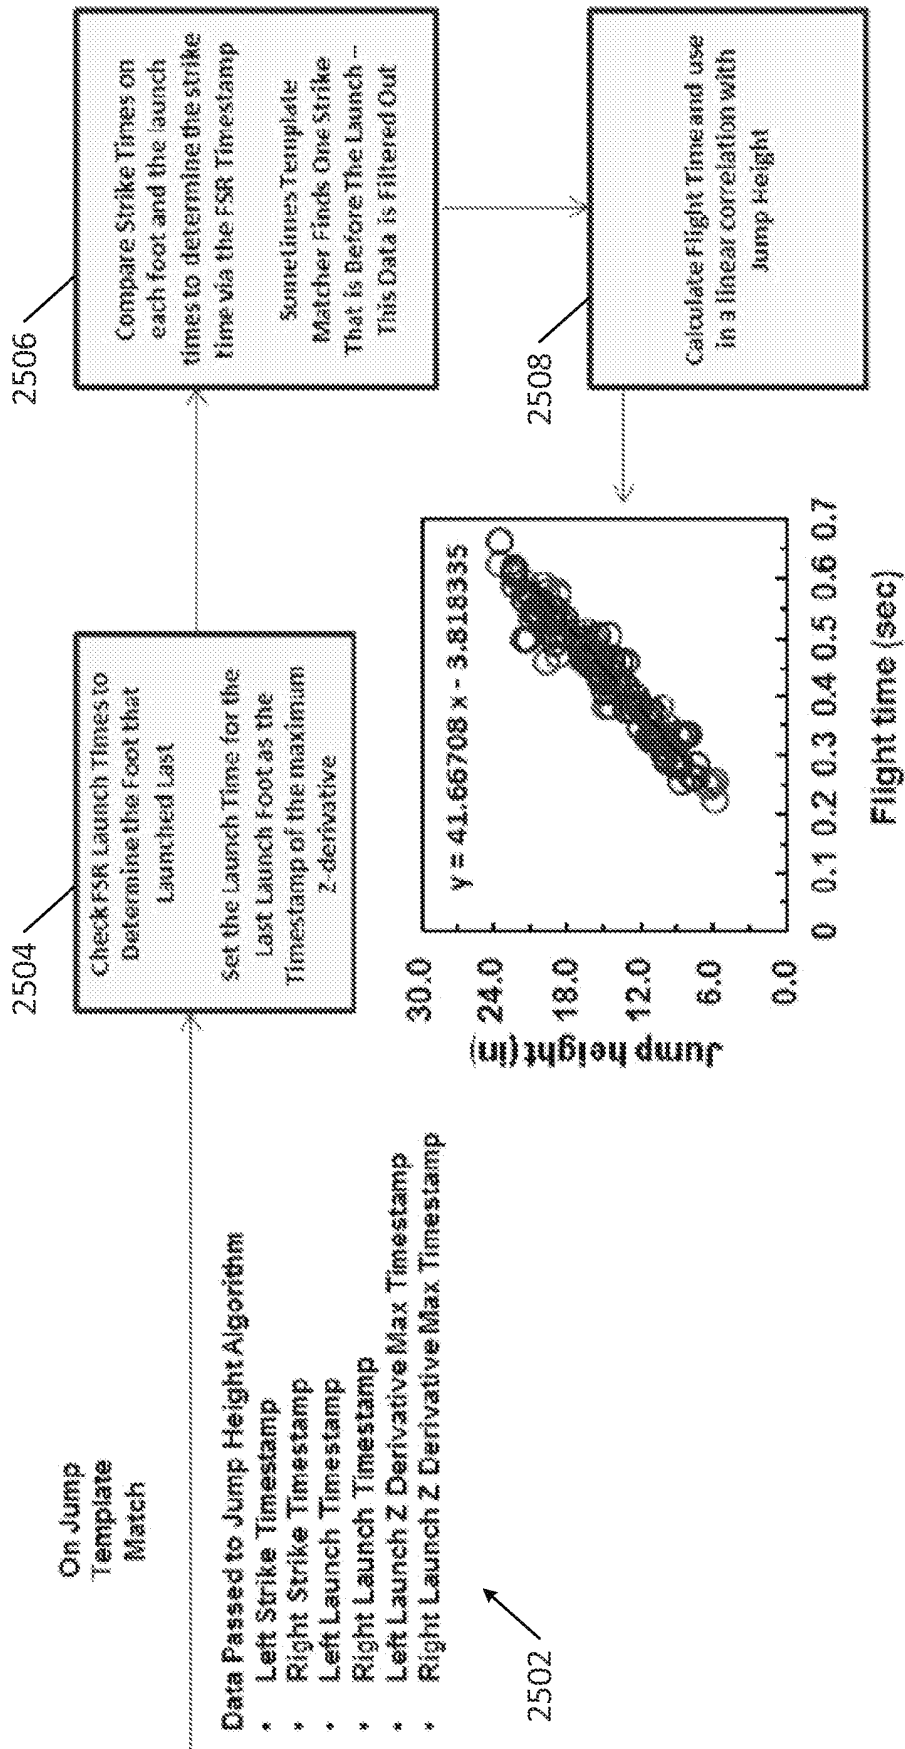 On Jump
Template
Match
Data Passed to Jump Height Algorithm
• Left Strike Timestamp
• Right Strike Timestamp
• Left Launch Timestamp
• Right Launch Timestamp
• Left Launch Z Derivative Max Timestamp
• Right Launch Z Derivative Max Timestamp
2502
2504
Check FSR Launch Times to
Determine the Foot that
Launched Last
Set the Launch Time for the
Last Launch Foot as the
Timestamp of the maximum
Z-derivative
2506
Compare Strike Times on
each foot and the launch
times to determine the strike
time via the FSR Timestamp
Sometimes Template
Matcher Finds One Strike
That is Before The Launch –
This Data is Filtered Out
2508
Calculate Flight Time and use
in a linear correlation with
Jump Height
y = 41.66708 x - 3.818335
Jump height (in)
30.0
24.0
18.0
12.0
6.0
0.0
0 0.1 0.2 0.3 0.4 0.5 0.6 0.7
Flight time (sec)